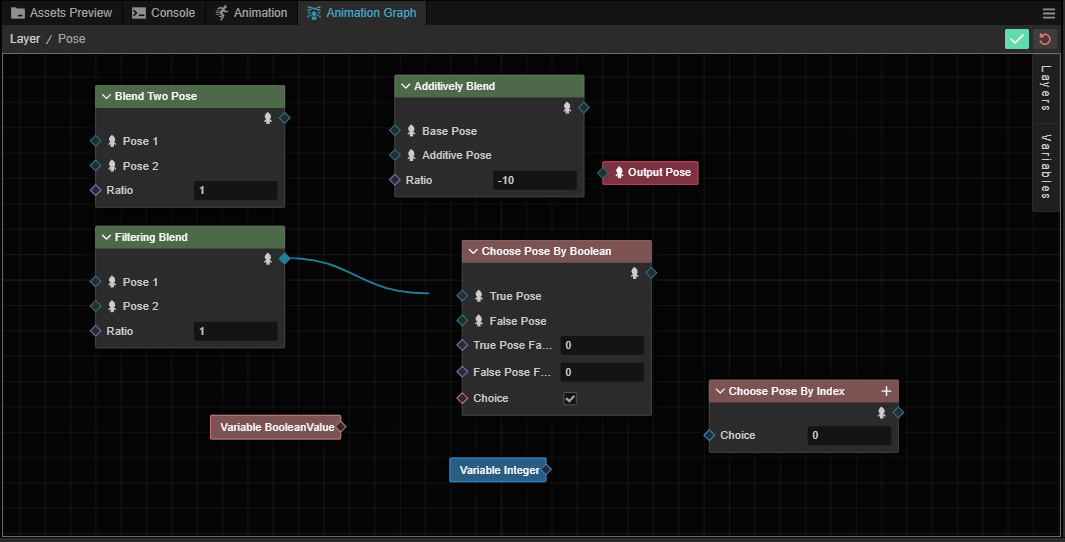 Assets Preview
Console
Animation
Animation Graph
Layer / Pose
Layers
Variables
Blend Two Pose
Pose 1
Pose 2
Ratio 1
Additively Blend
Base Pose
Additive Pose
Ratio -10
Output Pose
Filtering Blend
Pose 1
Pose 2
Ratio 1
Choose Pose By Boolean
True Pose
False Pose
True Pose Fa... 0
False Pose F... 0
Choice
Choose Pose By Index +
Choice 0
Variable BooleanValue
Variable Integer